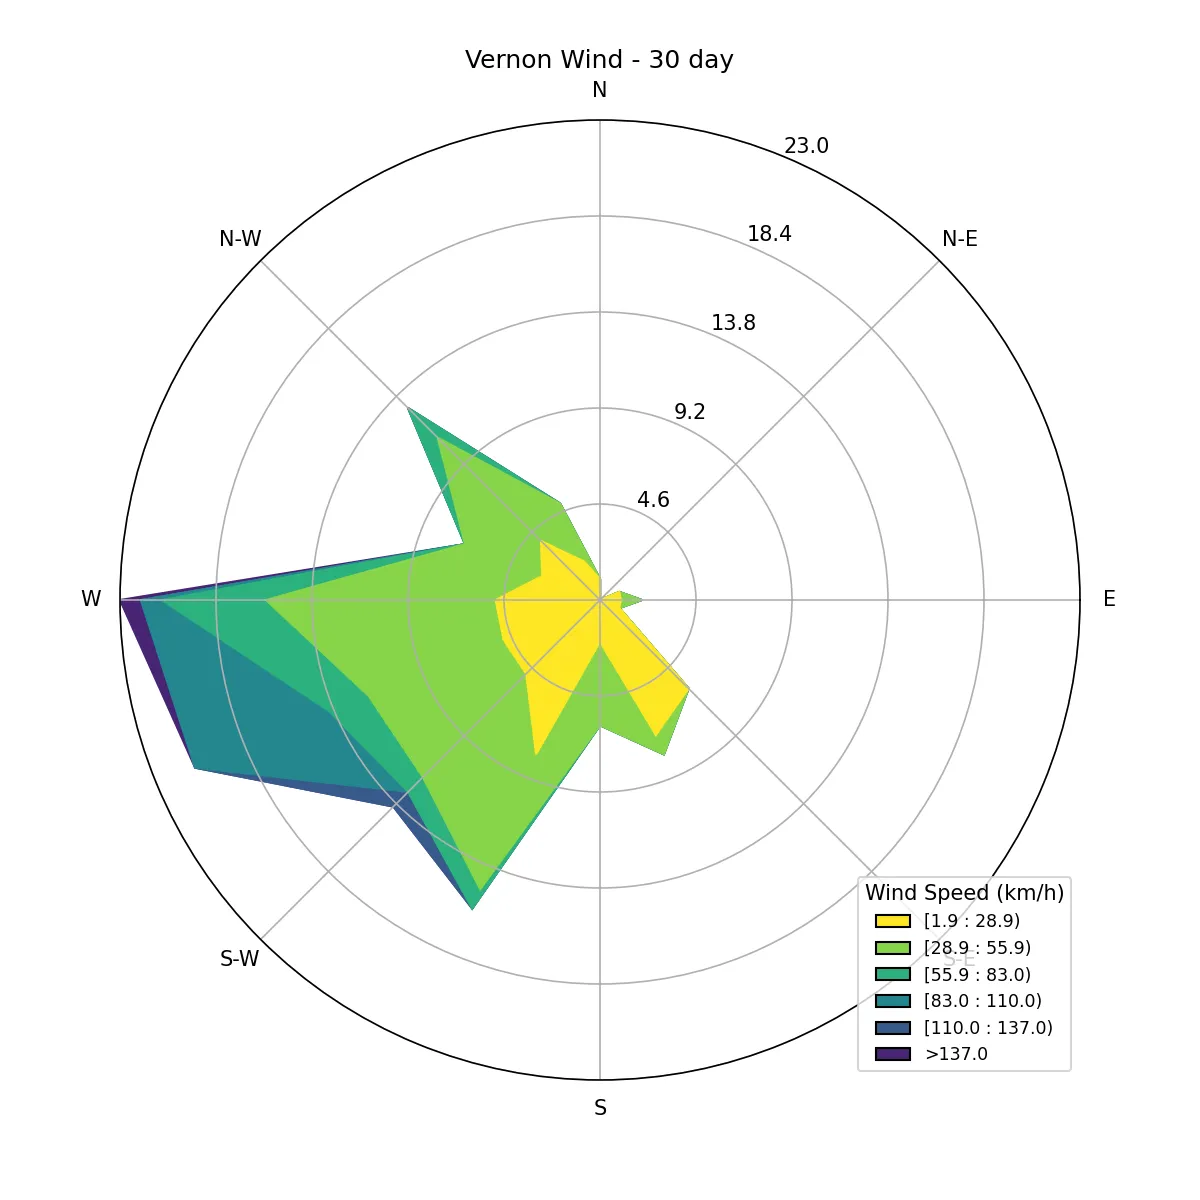 Vernon Wind - 30 day
N
23.0
N-W
18.4
N-E
13.8
9.2
4.6
W
E
S-W
S-E
S
Wind Speed (km/h)
[1.9 : 28.9)
[28.9 : 55.9)
[55.9 : 83.0)
[83.0 : 110.0)
[110.0 : 137.0)
>137.0